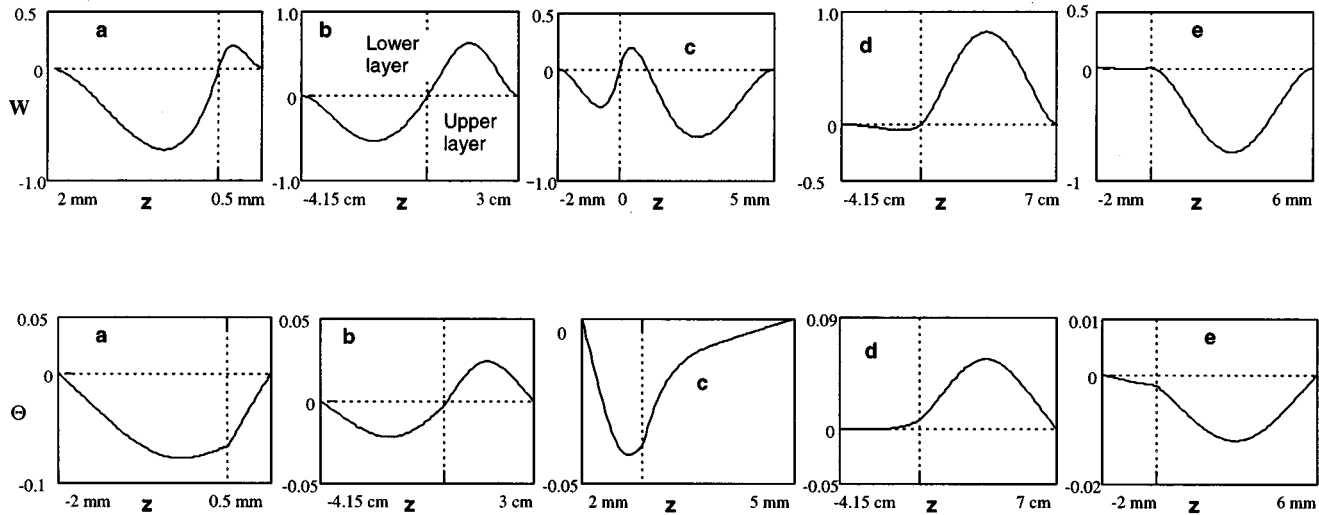 a
0.5
0
W
-1.0
2 mm z 0.5 mm
b
1.0
Lower
layer
0
Upper
layer
-1.0
-4.15 cm z 3 cm
c
0.5
0
-1.0
-2 mm 0 z 5 mm
d
1.0
0
-0.5
-4.15 cm z 7 cm
e
0.5
0
-1
-2 mm z 6 mm
a
0.05
0
Θ
-0.1
-2 mm z 0.5 mm
b
0.05
0
-0.05
-4.15 cm z 3 cm
0
c
-0.05
2 mm z 5 mm
d
0.09
0
-0.05
-4.15 cm z 7 cm
e
0.01
0
-0.02
-2 mm z 6 mm